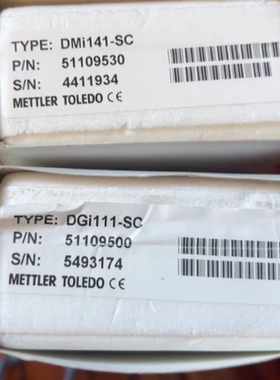 TYPE: DMi141-SC
P/N: 51109530
S/N: 4411934
METTLER TOLEDO CE
TYPE: DGi111-SC
P/N: 51109500
S/N: 5493174
METTLER TOLEDO CE